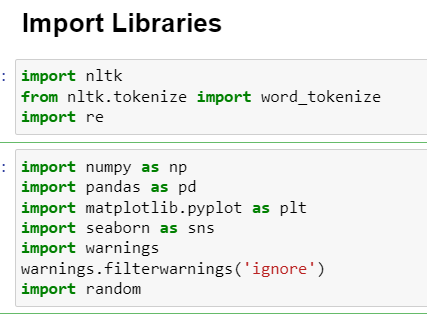 Import Libraries
: import nltk
from nltk.tokenize import word_tokenize
import re
: import numpy as np
import pandas as pd
import matplotlib.pyplot as plt
import seaborn as sns
import warnings
warnings.filterwarnings('ignore')
import random